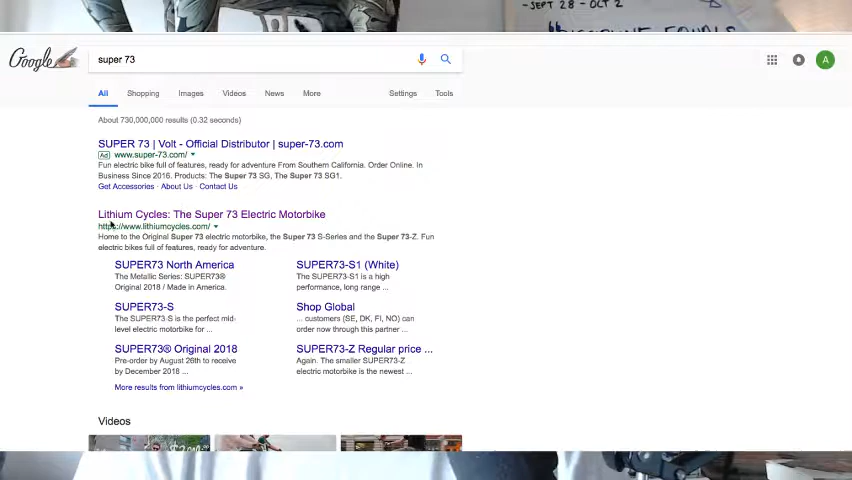 -SEPT 28 - OCT 2
Google
super 73
All Shopping Images Videos News More Settings Tools
A
About 730,000,000 results (0.32 seconds)
SUPER 73 | Volt - Official Distributor | super-73.com
Ad www.super-73.com/
Fun electric bike full of features, ready for adventure From Southern California. Order Online. In
Business Since 2016. Products: The Super 73 SG, The Super 73 SG1.
Get Accessories · About Us · Contact Us
Lithium Cycles: The Super 73 Electric Motorbike
https://www.lithiumcycles.com/
Home to the Original Super 73 electric motorbike, the Super 73 S-Series and the Super 73-Z. Fun
electric bikes full of features, ready for adventure.
SUPER73 North America
The Metallic Series: SUPER73®
Original 2018 / Made in America.
SUPER73-S1 (White)
The SUPER73-S1 is a high
performance, long range ...
SUPER73-S
The SUPER73-S is the perfect mid-
level electric motorbike for ...
Shop Global
... customers (SE, DK, FI, NO) can
order now through this partner ...
SUPER73® Original 2018
Pre-order by August 26th to receive
by December 2018 ...
SUPER73-Z Regular price ...
Again. The smaller SUPER73-Z
electric motorbike is the newest ...
More results from lithiumcycles.com »
Videos